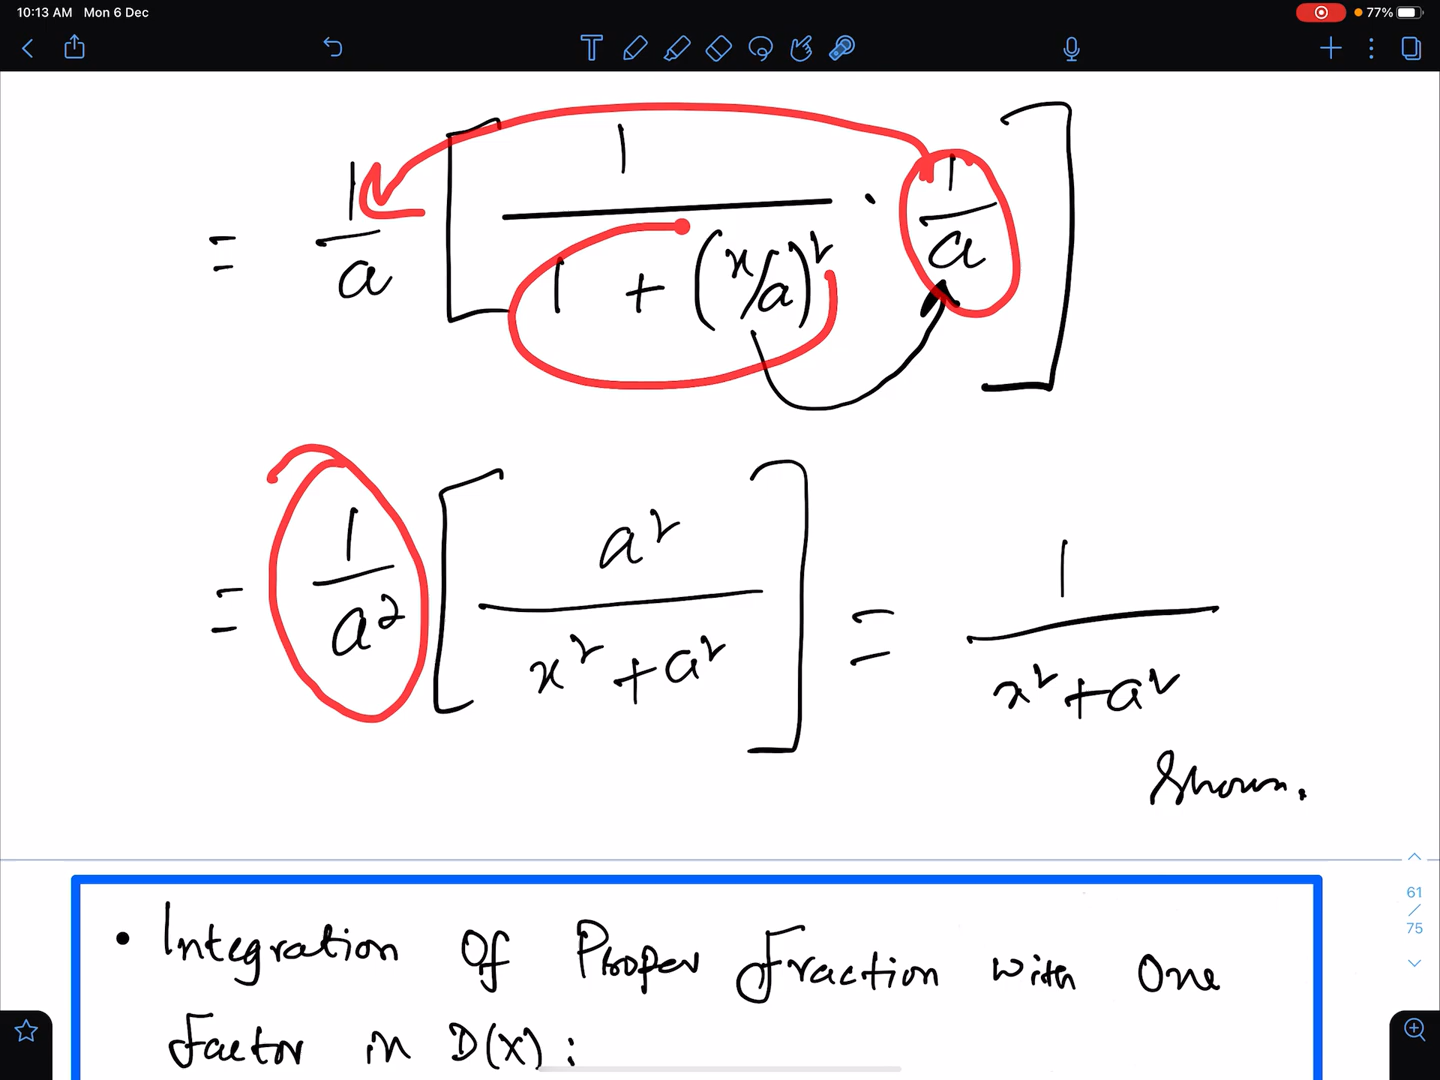 10:13 AM Mon 6 Dec 77%
= 1/a [ 1/(1 + (x/a)²) · 1/a ]
= 1/a² [ a²/(x² + a²) ] = 1/(x² + a²)
Shown.
61
/
75
• Integration Of Proper Fraction with One
Factor in D(X) :